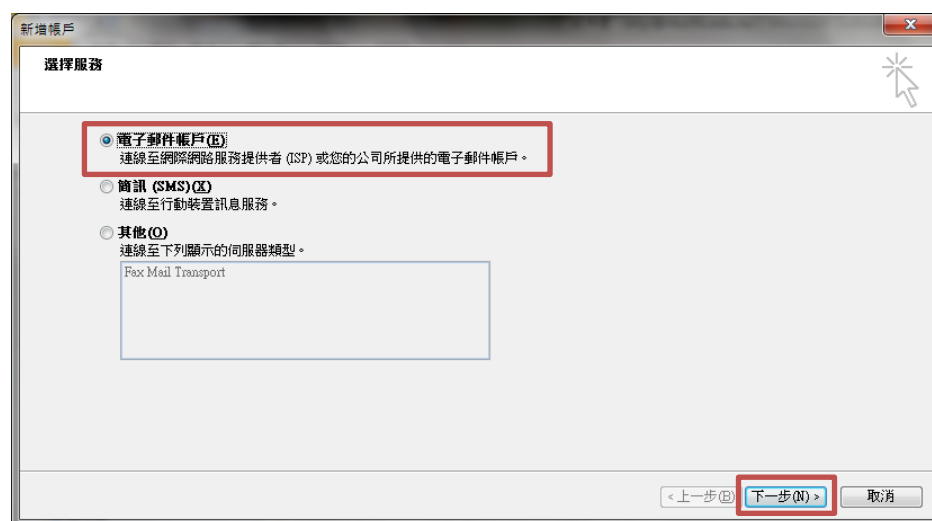 新增帳戶
選擇服務
電子郵件帳戶(E)
連線至網際網路服務提供者 (ISP) 或您的公司所提供的電子郵件帳戶。
簡訊 (SMS)(X)
連線至行動裝置訊息服務。
其他(O)
連線至下列顯示的伺服器類型。
Fax Mail Transport
<上一步(B) 下一步(N) > 取消